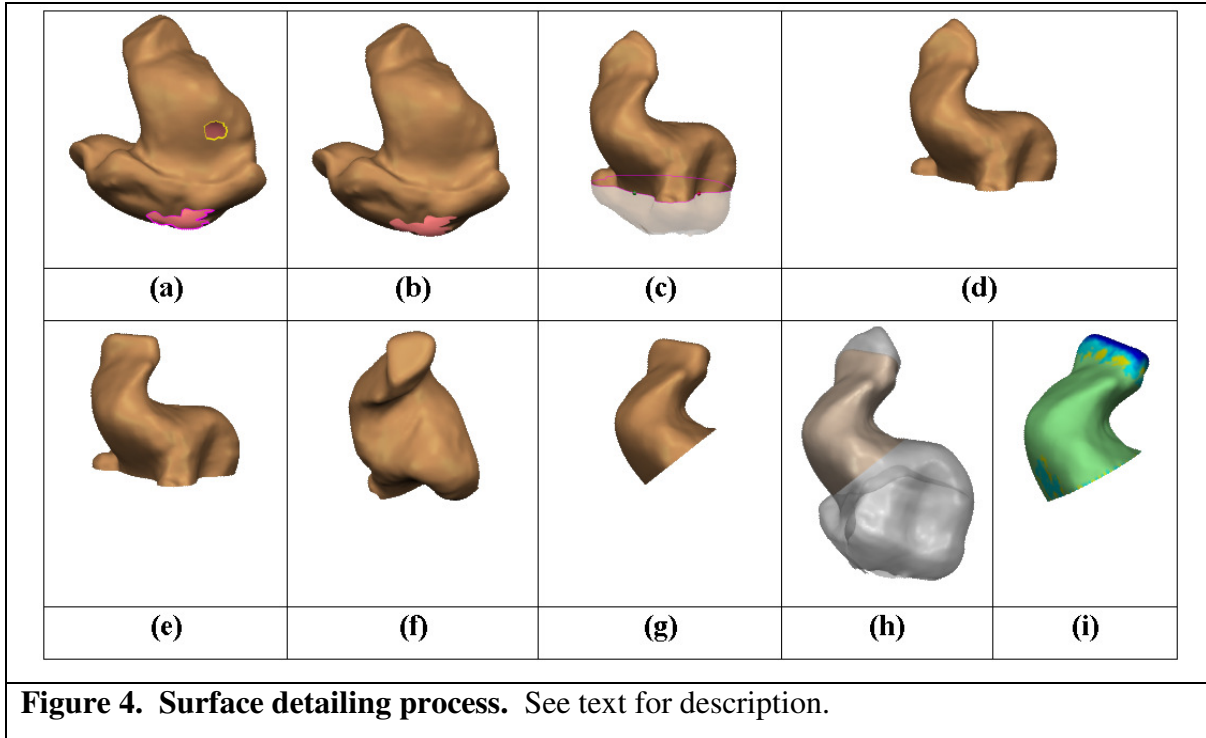 (a) (b) (c) (d)
(e) (f) (g) (h) (i)
Figure 4. Surface detailing process. See text for description.